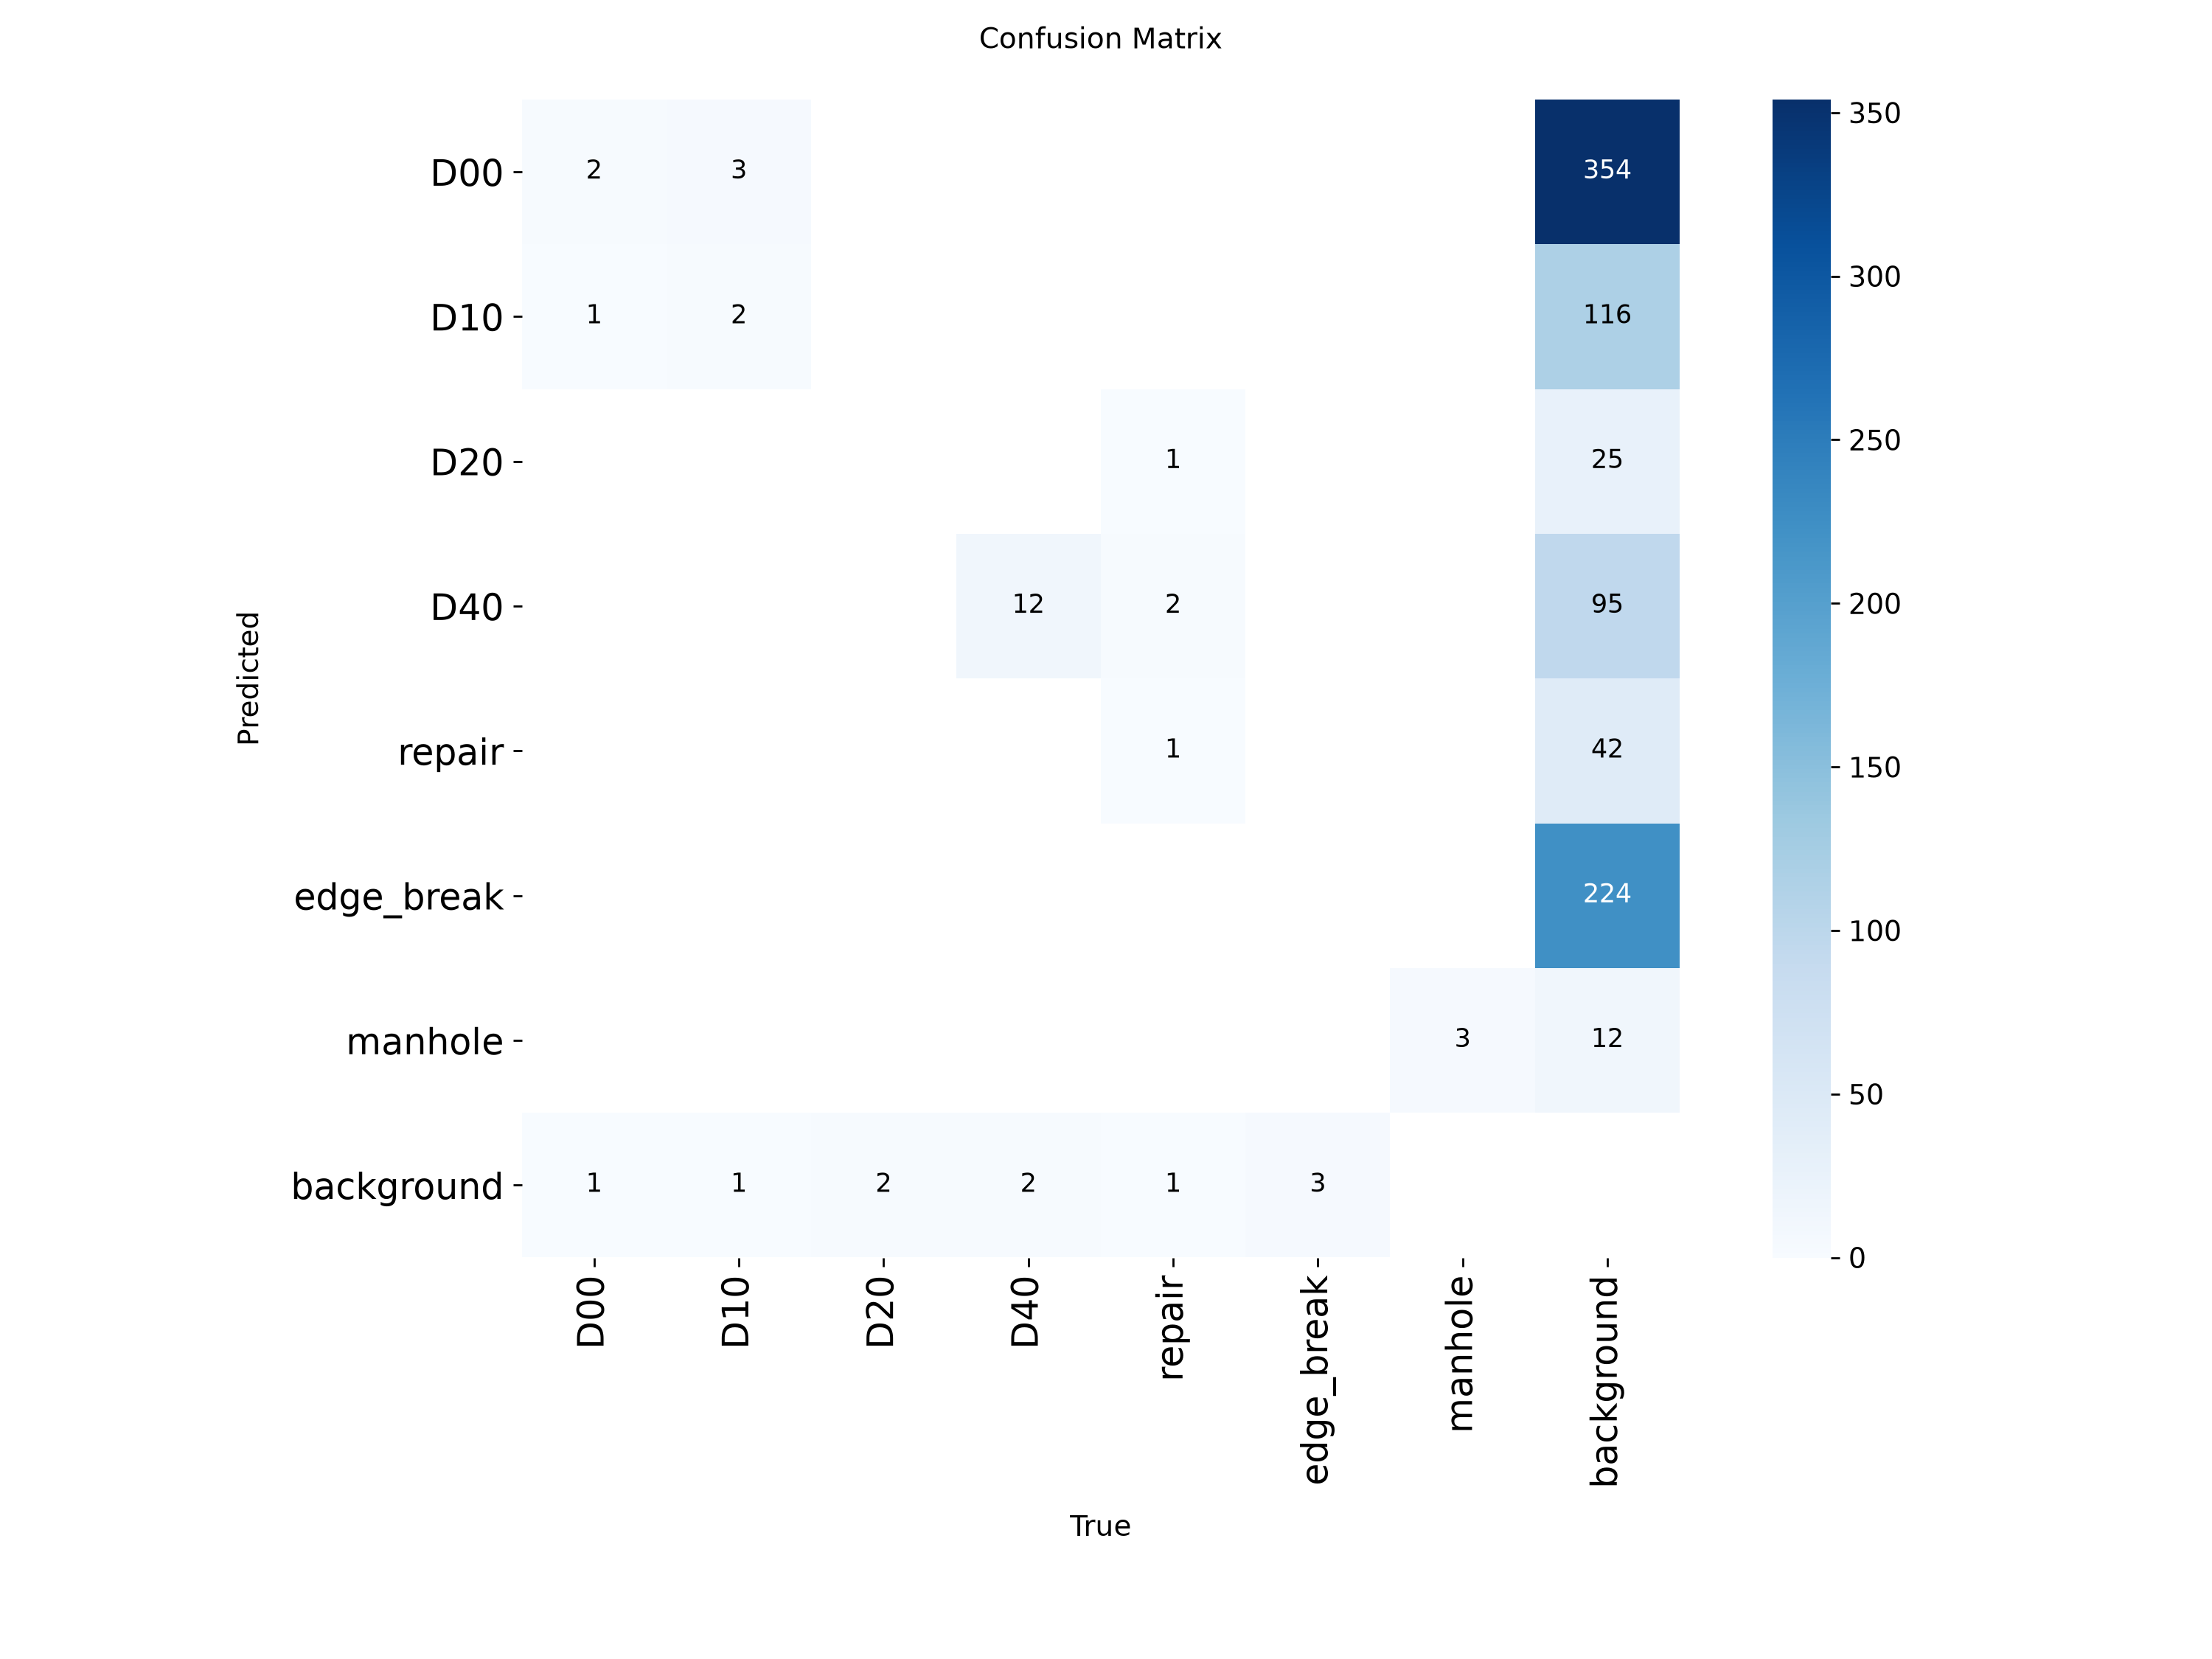 Confusion Matrix
D00 2 3 354
D10 1 2 116
D20 1 25
D40 12 2 95
repair 1 42
edge_break 224
manhole 3 12
background 1 1 2 2 1 3
D00 D10 D20 D40 repair edge_break manhole background
True
Predicted
350
300
250
200
150
100
50
0